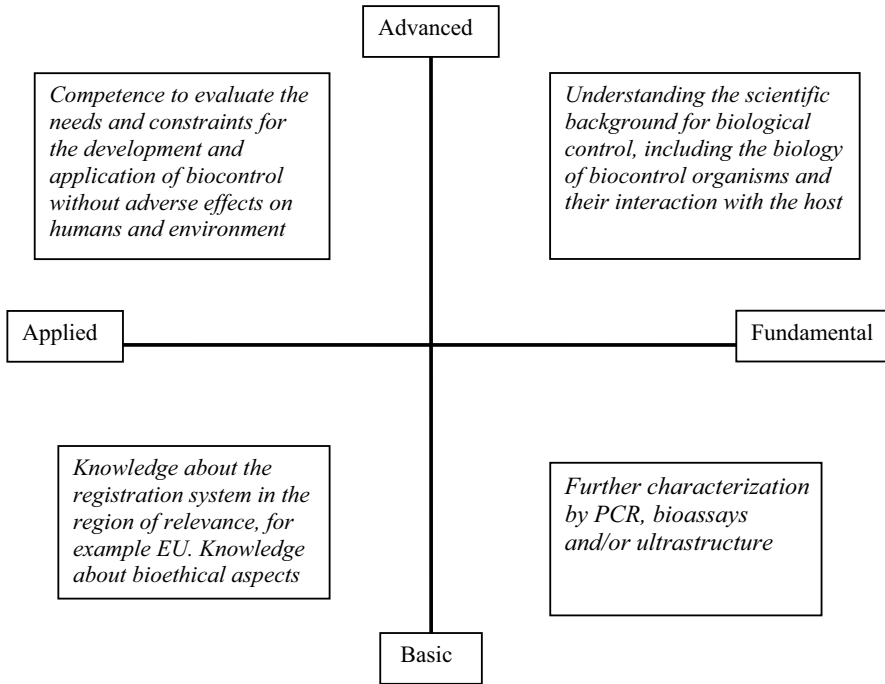 Advanced
Competence to evaluate the
needs and constraints for
the development and
application of biocontrol
without adverse effects on
humans and environment
Understanding the scientific
background for biological
control, including the biology
of biocontrol organisms and
their interaction with the host
Applied
Fundamental
Knowledge about the
registration system in the
region of relevance, for
example EU. Knowledge
about bioethical aspects
Further characterization
by PCR, bioassays
and/or ultrastructure
Basic